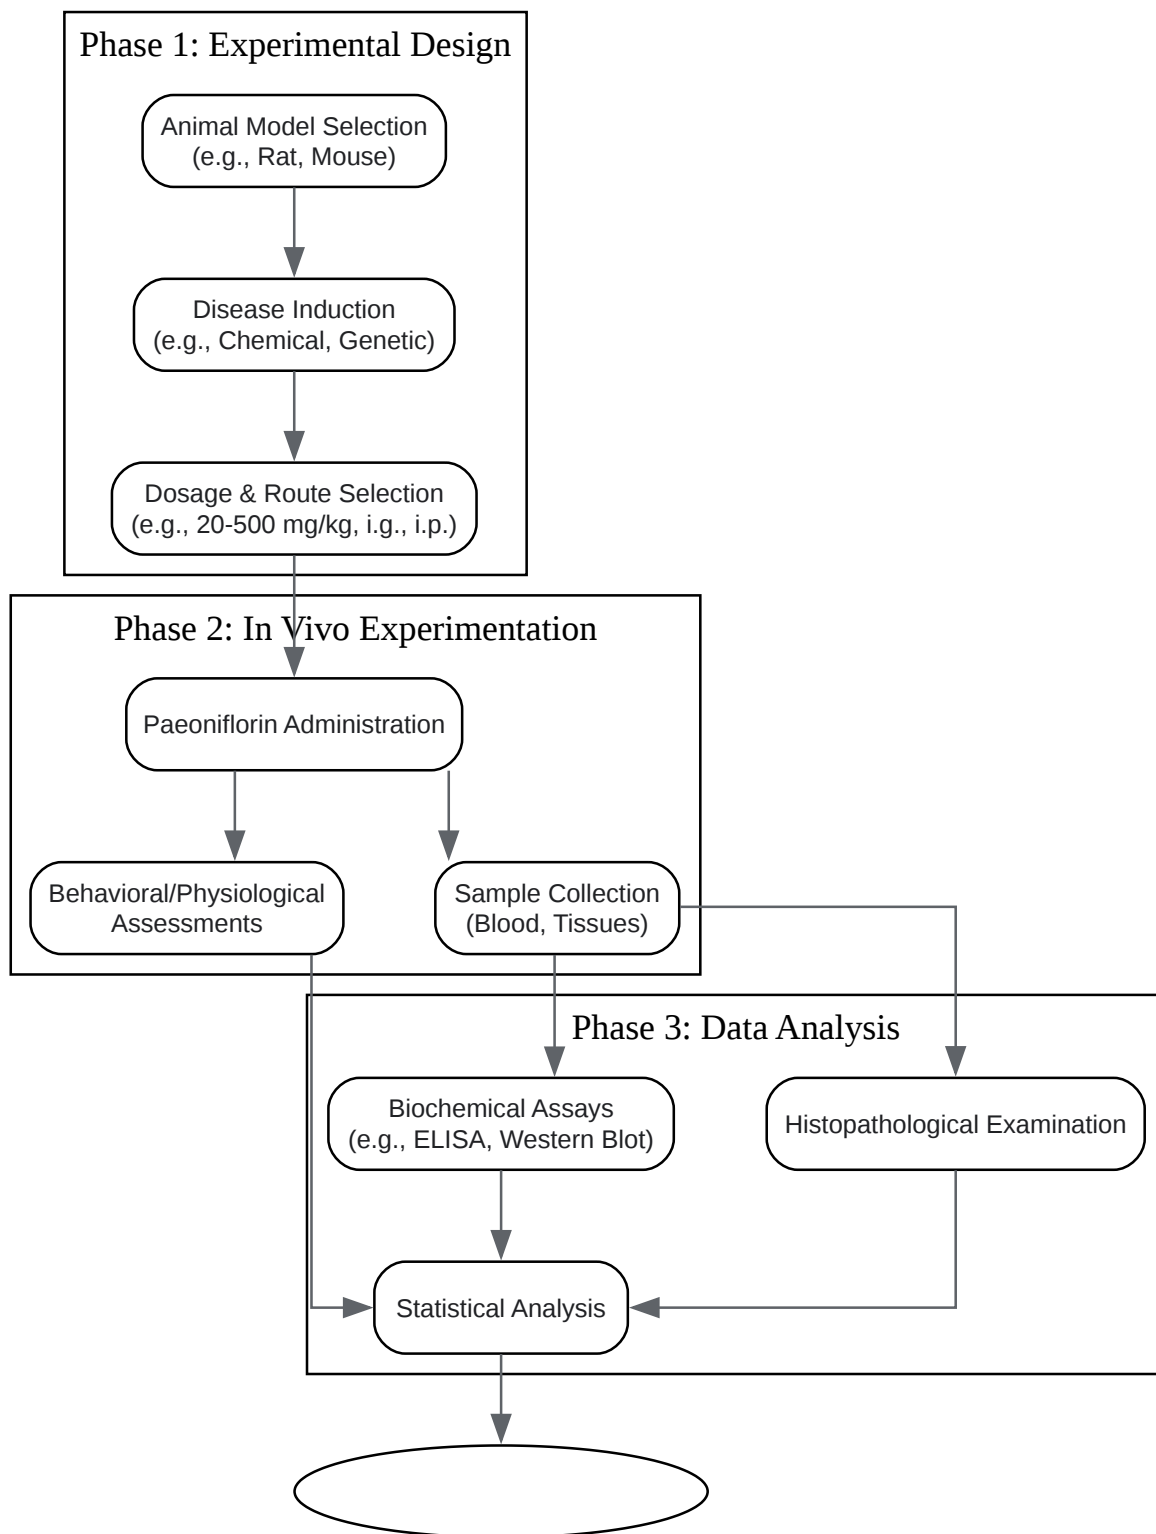 Phase 1: Experimental Design
Animal Model Selection
(e.g., Rat, Mouse)
Disease Induction
(e.g., Chemical, Genetic)
Dosage & Route Selection
(e.g., 20-500 mg/kg, i.g., i.p.)
Phase 2: In Vivo Experimentation
Paeoniflorin Administration
Behavioral/Physiological
Assessments
Sample Collection
(Blood, Tissues)
Phase 3: Data Analysis
Biochemical Assays
(e.g., ELISA, Western Blot)
Histopathological Examination
Statistical Analysis